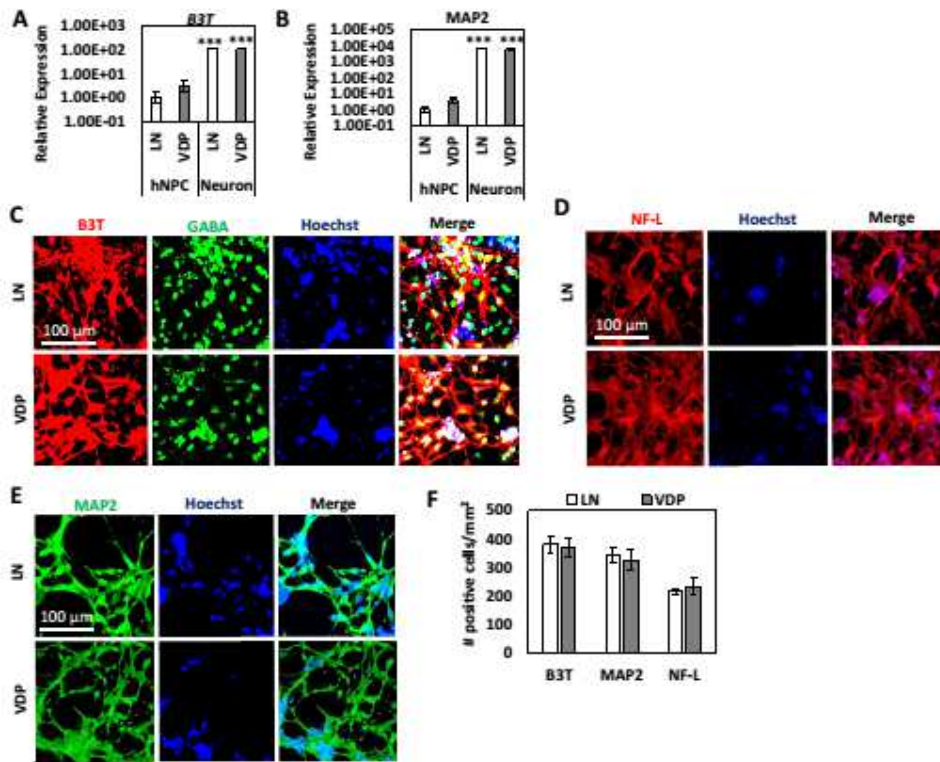 A
B3T
Relative Expression
1.00E+03
1.00E+02
1.00E+01
1.00E+00
1.00E-01
*** ***
LN
VDP
LN
VDP
hNPC
Neuron
B
MAP2
Relative Expression
1.00E+05
1.00E+04
1.00E+03
1.00E+02
1.00E+01
1.00E+00
1.00E-01
*** ***
LN
VDP
LN
VDP
hNPC
Neuron
C
B3T
GABA
Hoechst
Merge
LN
100 µm
VDP
D
NF-L
Hoechst
Merge
LN
100 µm
VDP
E
MAP2
Hoechst
Merge
LN
100 µm
VDP
F
LN
VDP
# positive cells/mm²
500
400
300
200
100
0
B3T
MAP2
NF-L